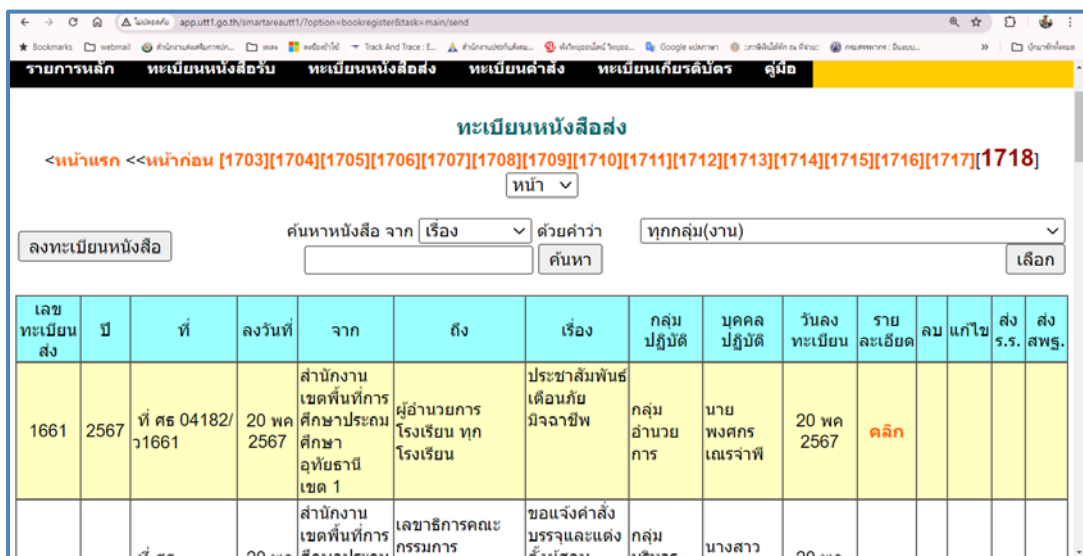 ไม่ปลอดภัย app.utt1.go.th/smartareautt1/?option=bookregister&task=main/send
Bookmarks webmail Track And Trace : E...
รายการหลัก ทะเบียนหนังสือรับ ทะเบียนหนังสือส่ง ทะเบียนคำสั่ง ทะเบียนเกียรติบัตร คู่มือ
ทะเบียนหนังสือส่ง
<หน้าแรก <<หน้าก่อน [1703][1704][1705][1706][1707][1708][1709][1710][1711][1712][1713][1714][1715][1716][1717][1718]
หน้า
ค้นหาหนังสือ จาก เรื่อง ด้วยคำว่า ทุกกลุ่ม(งาน)
ลงทะเบียนหนังสือ
ค้นหา เลือก
เลข
ทะเบียน
ส่ง
ปี
ที่
ลงวันที่
จาก
ถึง
เรื่อง
กลุ่ม
ปฏิบัติ
บุคคล
ปฏิบัติ
วันลง
ทะเบียน
ราย
ละเอียด
ลบ
แก้ไข
ส่ง
ร.ร.
ส่ง
สพฐ.
1661
2567
ที่ ศธ 04182/
ว1661
20 พค
2567
สำนักงาน
เขตพื้นที่การ
ศึกษาประถม
ศึกษา
อุทัยธานี
เขต 1
ผู้อำนวยการ
โรงเรียน ทุก
โรงเรียน
ประชาสัมพันธ์
เตือนภัย
มิจฉาชีพ
กลุ่ม
อำนวย
การ
นาย
พงศกร
เณรจ่าพี
20 พค
2567
คลิก
สำนักงาน
เขตพื้นที่การ
เลขาธิการคณะ
กรรมการ
ขอแจ้งคำสั่ง
บรรจุและแต่ง
กลุ่ม
นางสาว